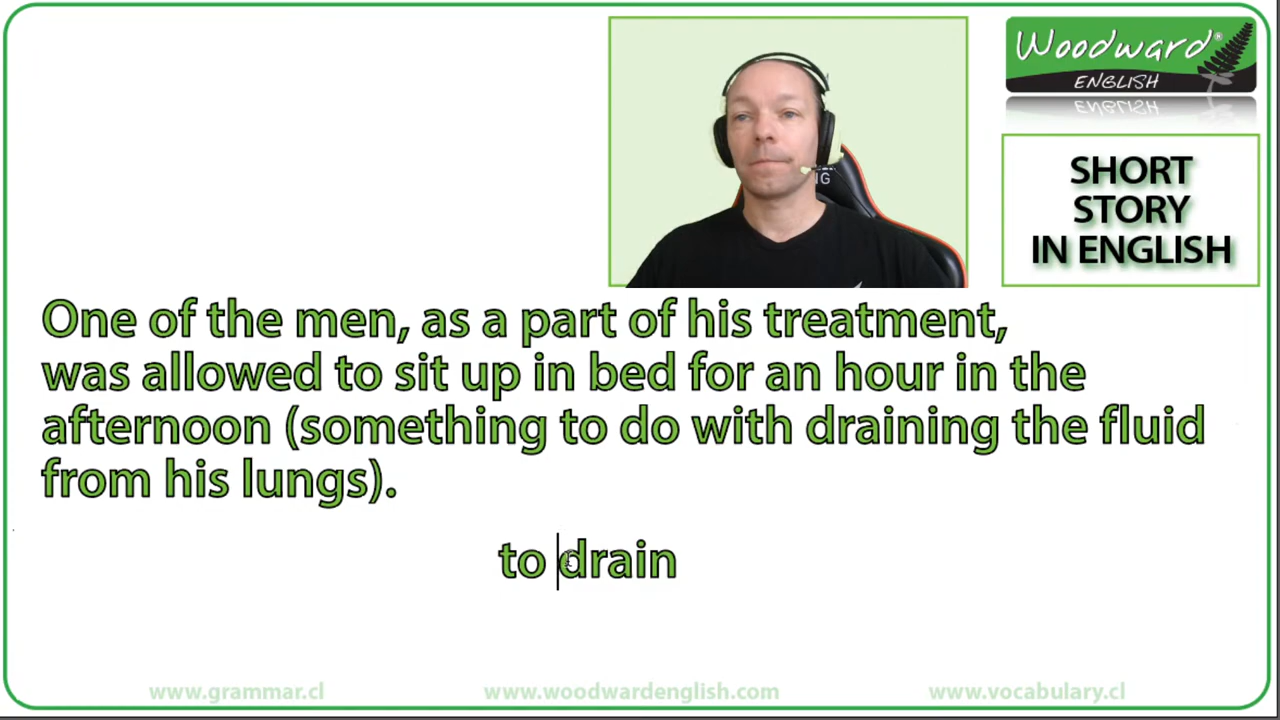 Woodward®
ENGLISH
SHORT
STORY
IN ENGLISH
NG
One of the men, as a part of his treatment,
was allowed to sit up in bed for an hour in the
afternoon (something to do with draining the fluid
from his lungs).
to drain
www.grammar.cl
www.woodwardenglish.com
www.vocabulary.cl